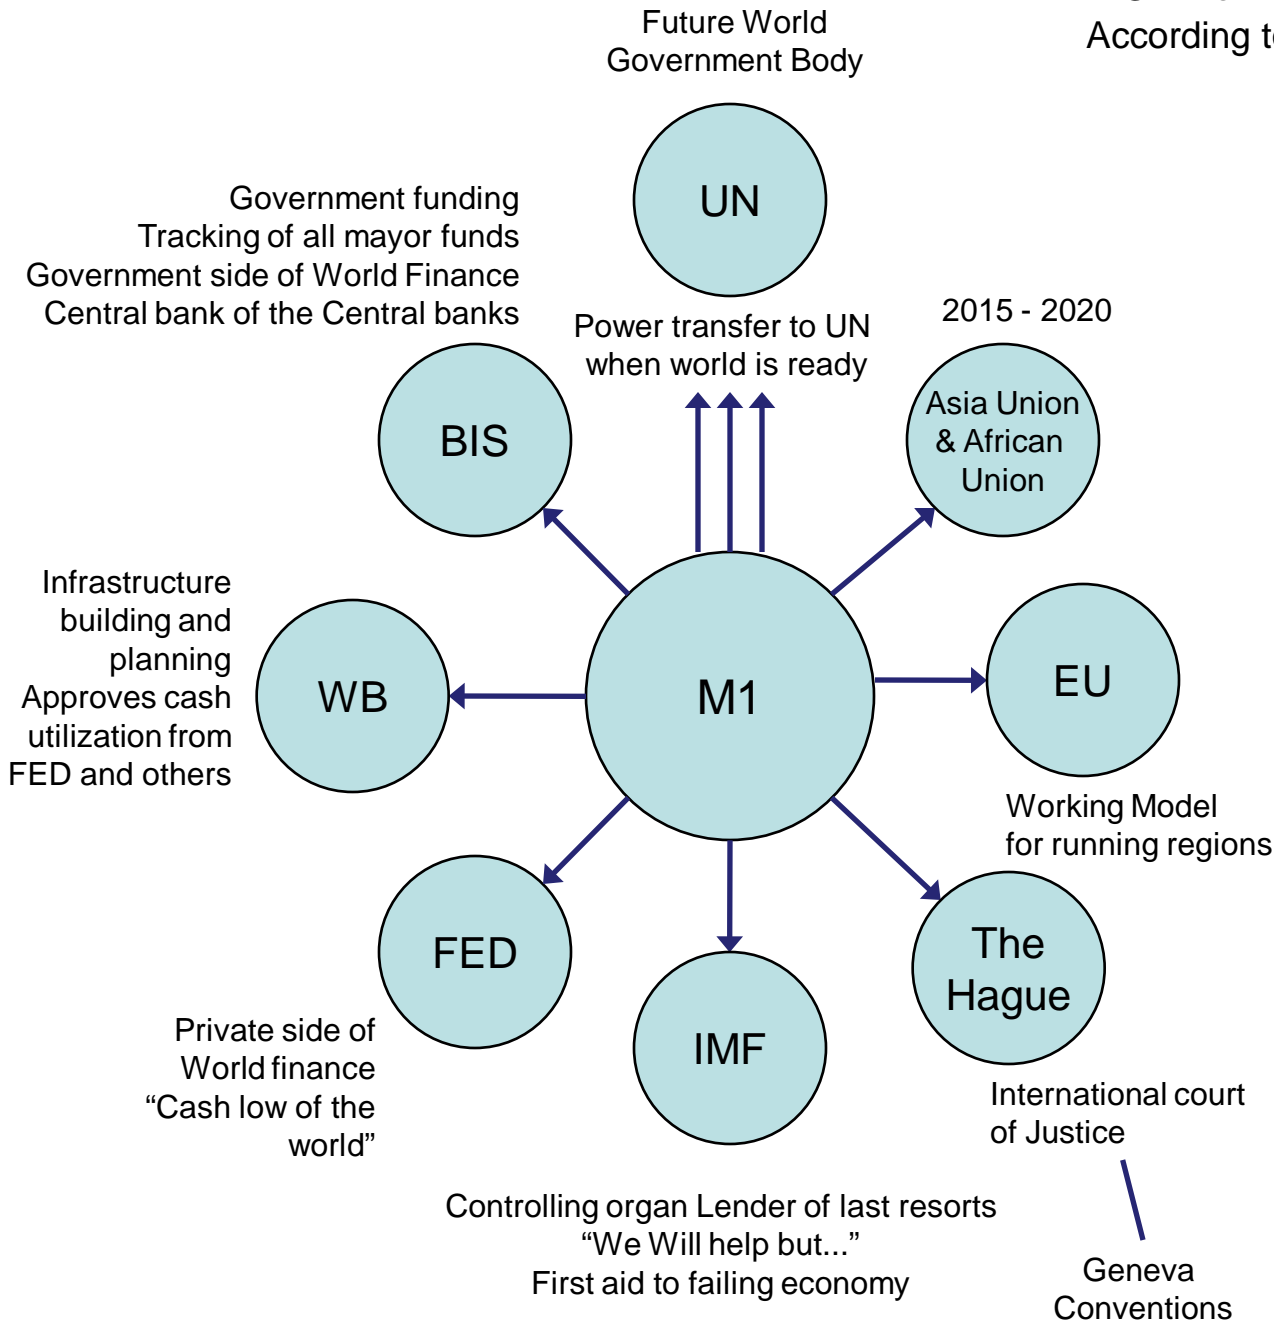 According to
Future World
Government Body
UN
Government funding
Tracking of all mayor funds
Government side of World Finance
Central bank of the Central banks
Power transfer to UN
when world is ready
2015 - 2020
BIS
Asia Union
& African
Union
Infrastructure
building and
planning
Approves cash
utilization from
FED and others
WB
M1
EU
Working Model
for running regions
FED
Private side of
World finance
“Cash low of the
world”
IMF
Controlling organ Lender of last resorts
“We Will help but...”
First aid to failing economy
The
Hague
International court
of Justice
Geneva
Conventions